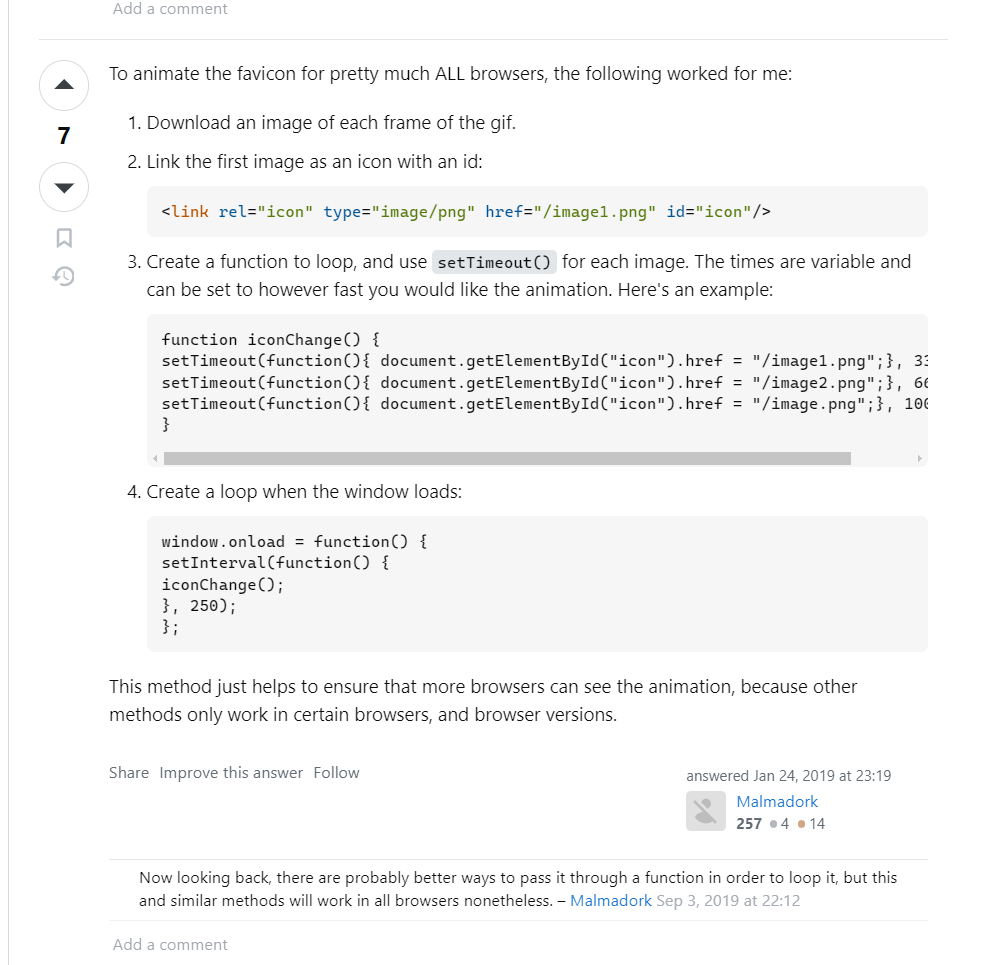 Add a comment
To animate the favicon for pretty much ALL browsers, the following worked for me:
7
1. Download an image of each frame of the gif.
2. Link the first image as an icon with an id:
<link rel="icon" type="image/png" href="/image1.png" id="icon"/>
3. Create a function to loop, and use setTimeout() for each image. The times are variable and
can be set to however fast you would like the animation. Here's an example:
function iconChange() {
setTimeout(function(){ document.getElementById("icon").href = "/image1.png";}, 33
setTimeout(function(){ document.getElementById("icon").href = "/image2.png";}, 66
setTimeout(function(){ document.getElementById("icon").href = "/image.png";}, 100
}
4. Create a loop when the window loads:
window.onload = function() {
setInterval(function() {
iconChange();
}, 250);
};
This method just helps to ensure that more browsers can see the animation, because other
methods only work in certain browsers, and browser versions.
Share Improve this answer Follow
answered Jan 24, 2019 at 23:19
Malmadork
257 4 14
Now looking back, there are probably better ways to pass it through a function in order to loop it, but this
and similar methods will work in all browsers nonetheless. – Malmadork Sep 3, 2019 at 22:12
Add a comment